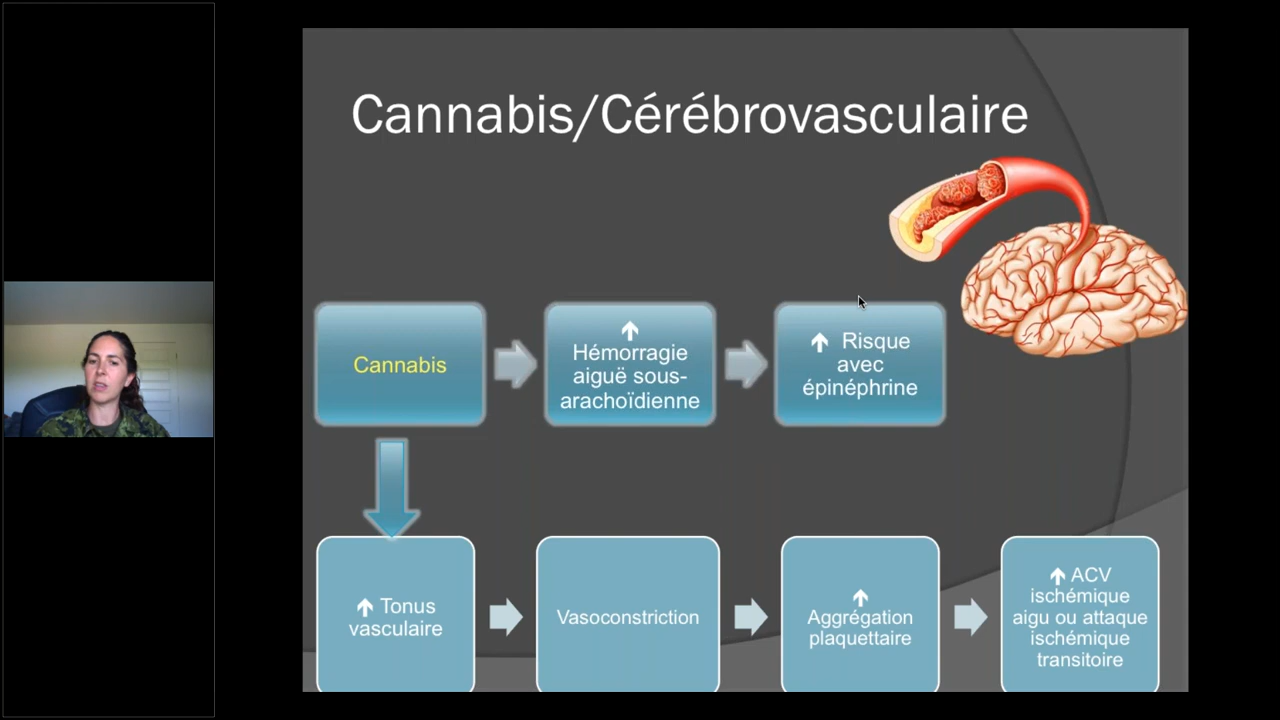 Cannabis/Cérébrovasculaire
Cannabis
↑
Hémorragie
aiguë sous-
arachoïdienne
↑ Risque
avec
épinéphrine
↑ Tonus
vasculaire
Vasoconstriction
↑
Aggrégation
plaquettaire
↑ ACV
ischémique
aigu ou attaque
ischémique
transitoire